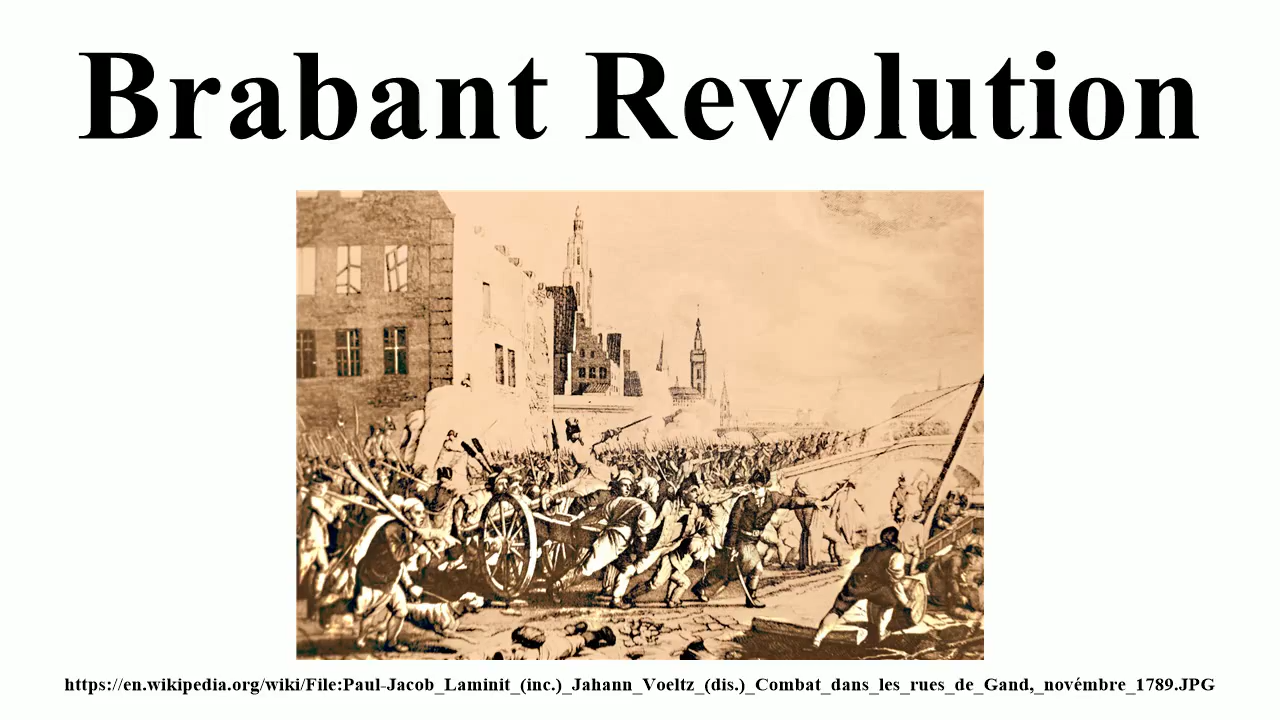 Brabant Revolution
https://en.wikipedia.org/wiki/File:Paul-Jacob_Laminit_(inc.)_Jahann_Voeltz_(dis.)_Combat_dans_les_rues_de_Gand,_novémbre_1789.JPG